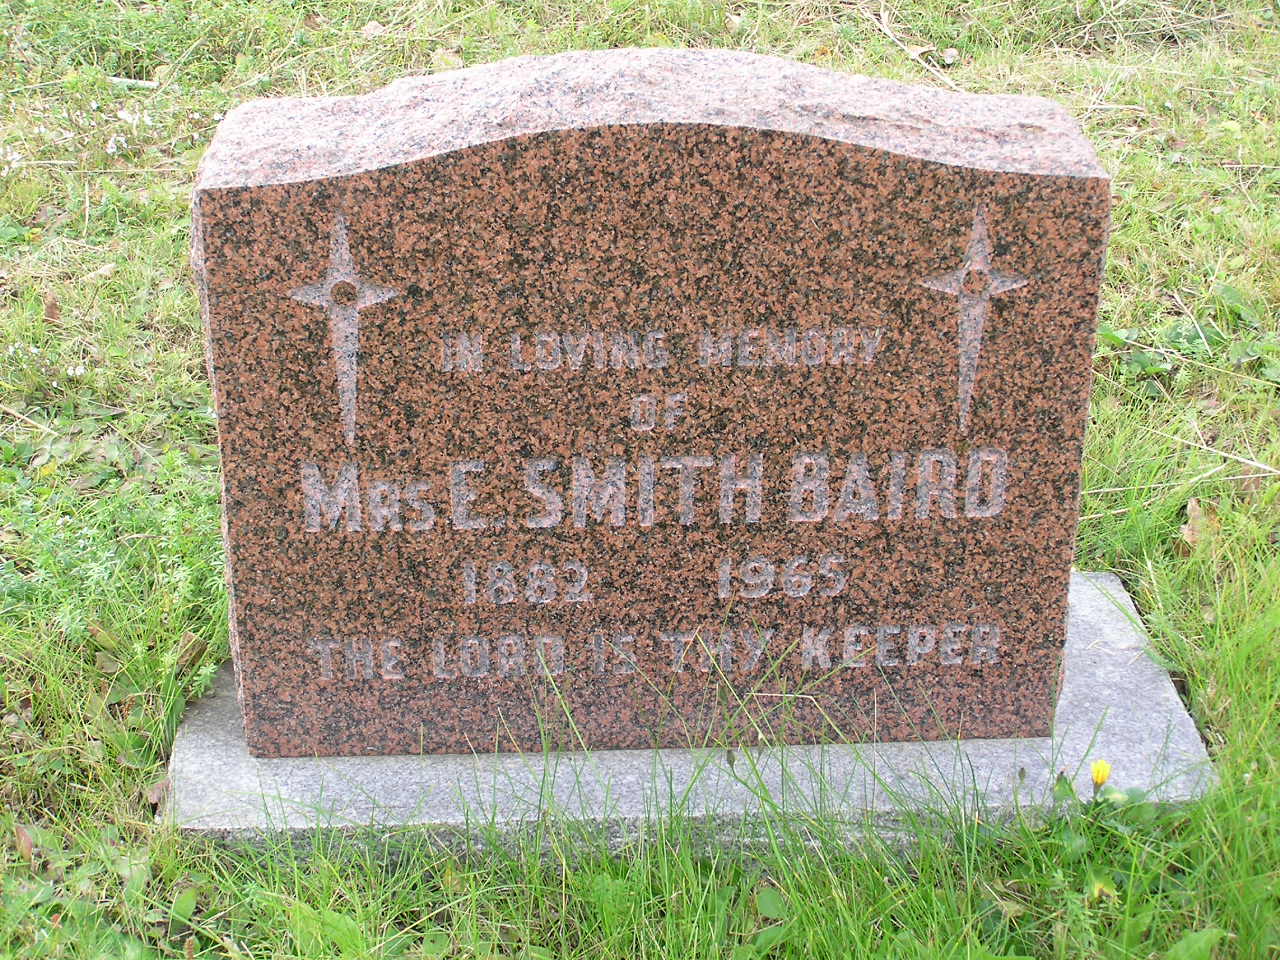 IN LOVING MEMORY
OF
MRS E. SMITH BAIRD
1882 1965
THE LORD IS THY KEEPER